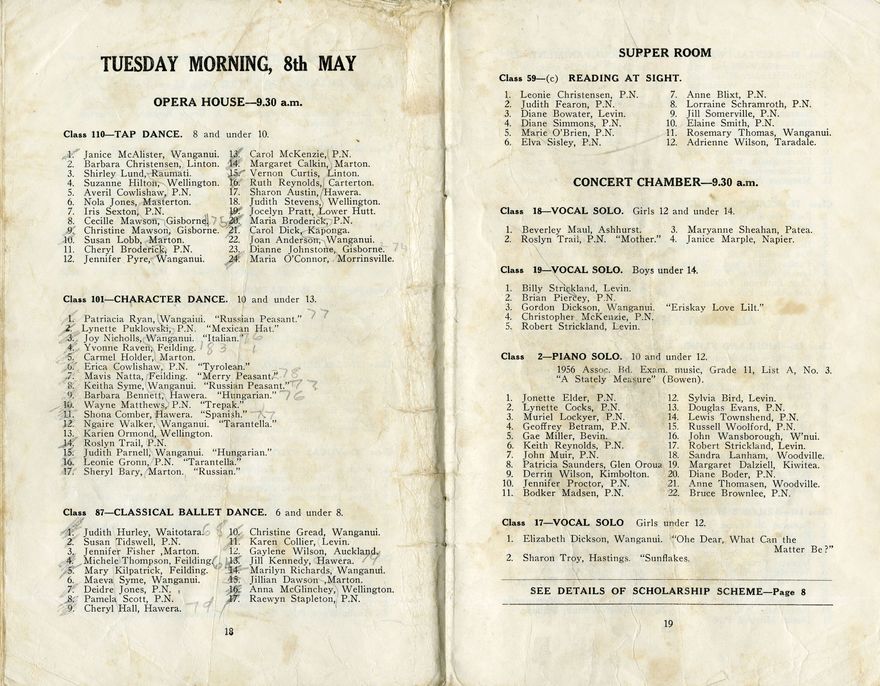 TUESDAY MORNING, 8th MAY
OPERA HOUSE—9.30 a.m.
Class 110—TAP DANCE. 8 and under 10.
1. Janice McAlister, Wanganui.
2. Barbara Christensen, Linton.
3. Shirley Lund, Raumati.
4. Suzanne Hilton, Wellington.
5. Averil Cowlishaw, P.N.
6. Nola Jones, Masterton.
7. Iris Sexton, P.N.
8. Cecille Mawson, Gisborne.
9. Christine Mawson, Gisborne.
10. Susan Lobb, Marton.
11. Cheryl Broderick, P.N.
12. Jennifer Pyre, Wanganui.
13. Carol McKenzie, P.N.
14. Margaret Calkin, Marton.
15. Vernon Curtis, Linton.
16. Ruth Reynolds, Carterton.
17. Sharon Austin, Hawera.
18. Judith Stevens, Wellington.
19. Jocelyn Pratt, Lower Hutt.
20. Maria Broderick, P.N.
21. Carol Dick, Kaponga.
22. Joan Anderson, Wanganui.
23. Dianne Johnstone, Gisborne.
24. Maria O'Connor, Morrinsville.
Class 101—CHARACTER DANCE. 10 and under 13.
1. Patriacia Ryan, Wangaiui. "Russian Peasant." 77
2. Lynette Puklowski, P.N. "Mexican Hat."
3. Joy Nicholls, Wanganui. "Italian."
4. Yvonne Raven, Feilding.
5. Carmel Holder, Marton.
6. Erica Cowlishaw, P.N. "Tyrolean."
7. Mavis Natta, Feilding. "Merry Peasant." 78
8. Keitha Syme, Wanganui. "Russian Peasant." 73
9. Barbara Bennett, Hawera. "Hungarian." 76
10. Wayne Matthews, P.N. "Trepak."
11. Shona Comber, Hawera. "Spanish." 77
12. Ngaire Walker, Wanganui. "Tarantella."
13. Karien Ormond, Wellington.
14. Roslyn Trail, P.N.
15. Judith Parnell, Wanganui. "Hungarian."
16. Leonie Gronn, P.N. "Tarantella."
17. Sheryl Bary, Marton. "Russian."
Class 87—CLASSICAL BALLET DANCE. 6 and under 8.
1. Judith Hurley, Waitotara.
2. Susan Tidswell, P.N.
3. Jennifer Fisher ,Marton.
4. Michele Thompson, Feilding.
5. Mary Kilpatrick, Feilding.
6. Maeva Syme, Wanganui.
7. Deidre Jones, P.N.
8. Pamela Scott, P.N.
9. Cheryl Hall, Hawera. 79
10. Christine Gread, Wanganui.
11. Karen Collier, Levin.
12. Gaylene Wilson, Auckland.
13. Jill Kennedy, Hawera.
14. Marilyn Richards, Wanganui.
15. Jillian Dawson ,Marton.
16. Anna McGlinchey, Wellington.
17. Raewyn Stapleton, P.N.
18
SUPPER ROOM
Class 59—(c) READING AT SIGHT.
1. Leonie Christensen, P.N.
2. Judith Fearon, P.N.
3. Diane Bowater, Levin.
4. Diane Simmons, P.N.
5. Marie O'Brien, P.N.
6. Elva Sisley, P.N.
7. Anne Blixt, P.N.
8. Lorraine Schramroth, P.N.
9. Jill Somerville, P.N.
10. Elaine Smith, P.N.
11. Rosemary Thomas, Wanganui.
12. Adrienne Wilson, Taradale.
CONCERT CHAMBER—9.30 a.m.
Class 18—VOCAL SOLO. Girls 12 and under 14.
1. Beverley Maul, Ashhurst.
2. Roslyn Trail, P.N. "Mother."
3. Maryanne Sheahan, Patea.
4. Janice Marple, Napier.
Class 19—VOCAL SOLO. Boys under 14.
1. Billy Strickland, Levin.
2. Brian Piercey, P.N.
3. Gordon Dickson, Wanganui. "Eriskay Love Lilt."
4. Christopher McKenzie, P.N.
5. Robert Strickland, Levin.
Class 2—PIANO SOLO. 10 and under 12.
1956 Assoc. Bd. Exam. music, Grade 11, List A, No. 3.
"A Stately Measure" (Bowen).
1. Jonette Elder, P.N.
2. Lynette Cocks, P.N.
3. Muriel Lockyer, P.N.
4. Geoffrey Betram, P.N.
5. Gae Miller, Bevin.
6. Keith Reynolds, P.N.
7. John Muir, P.N.
8. Patricia Saunders, Glen Oroua
9. Derrin Wilson, Kimbolton.
10. Jennifer Proctor, P.N.
11. Bodker Madsen, P.N.
12. Sylvia Bird, Levin.
13. Douglas Evans, P.N.
14. Lewis Townshend, P.N.
15. Russell Woolford, P.N.
16. John Wansborough, W'nui.
17. Robert Strickland, Levin.
18. Sandra Lanham, Woodville.
19. Margaret Dalziell, Kiwitea.
20. Diane Boder, P.N.
21. Anne Thomasen, Woodville.
22. Bruce Brownlee, P.N.
Class 17—VOCAL SOLO Girls under 12.
1. Elizabeth Dickson, Wanganui. "Ohe Dear, What Can the
Matter Be?"
2. Sharon Troy, Hastings. "Sunflakes.
SEE DETAILS OF SCHOLARSHIP SCHEME—Page 8
19